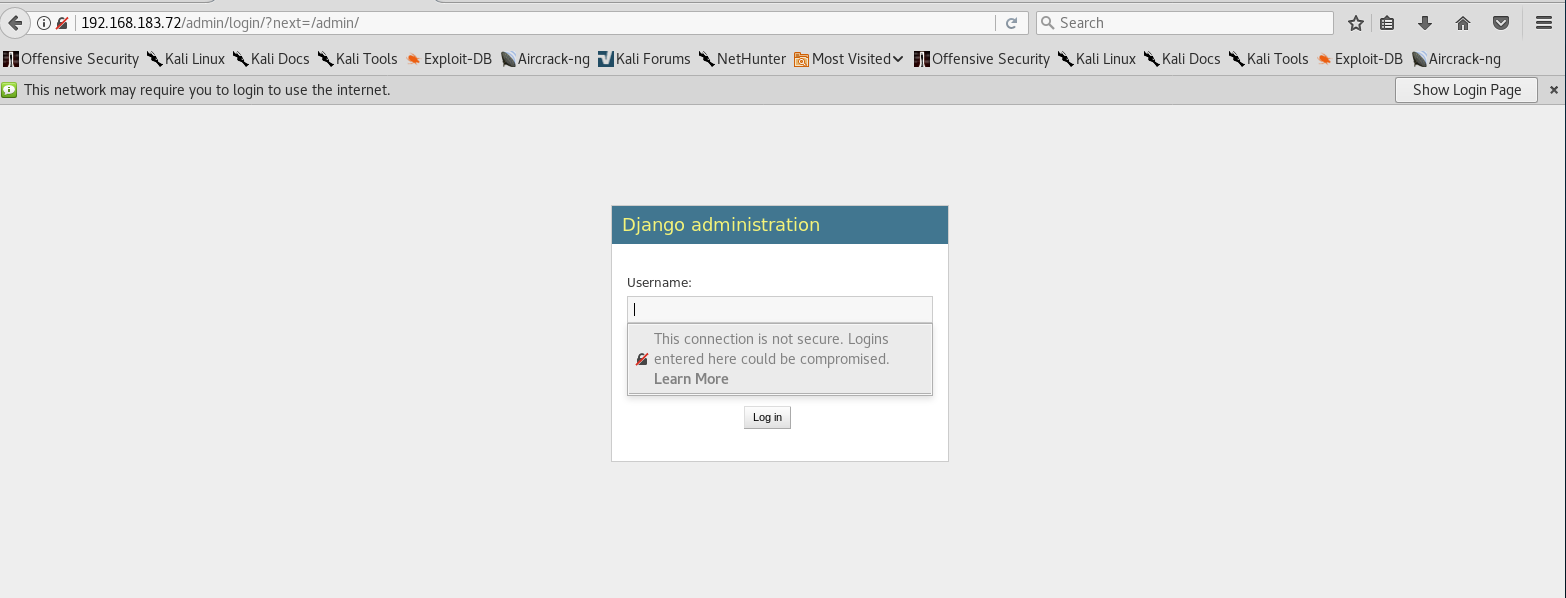 192.168.183.72/admin/login/?next=/admin/ Search
Offensive Security Kali Linux Kali Docs Kali Tools Exploit-DB Aircrack-ng Kali Forums NetHunter Most Visited Offensive Security Kali Linux Kali Docs Kali Tools Exploit-DB Aircrack-ng
This network may require you to login to use the internet. Show Login Page
Django administration
Username:
This connection is not secure. Logins
entered here could be compromised.
Learn More
Log in